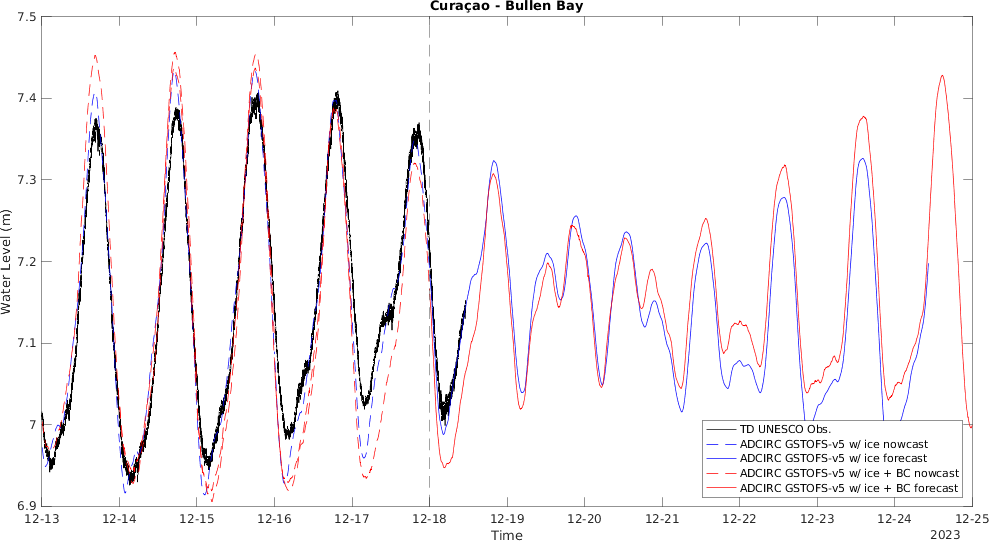 Curaçao - Bullen Bay
7.5
7.4
7.3
7.2
7.1
7
6.9
Water Level (m)
12-13 12-14 12-15 12-16 12-17 12-18 12-19 12-20 12-21 12-22 12-23 12-24 12-25
Time
2023
TD UNESCO Obs.
ADCIRC GSTOFS-v5 w/ ice nowcast
ADCIRC GSTOFS-v5 w/ ice forecast
ADCIRC GSTOFS-v5 w/ ice + BC nowcast
ADCIRC GSTOFS-v5 w/ ice + BC forecast